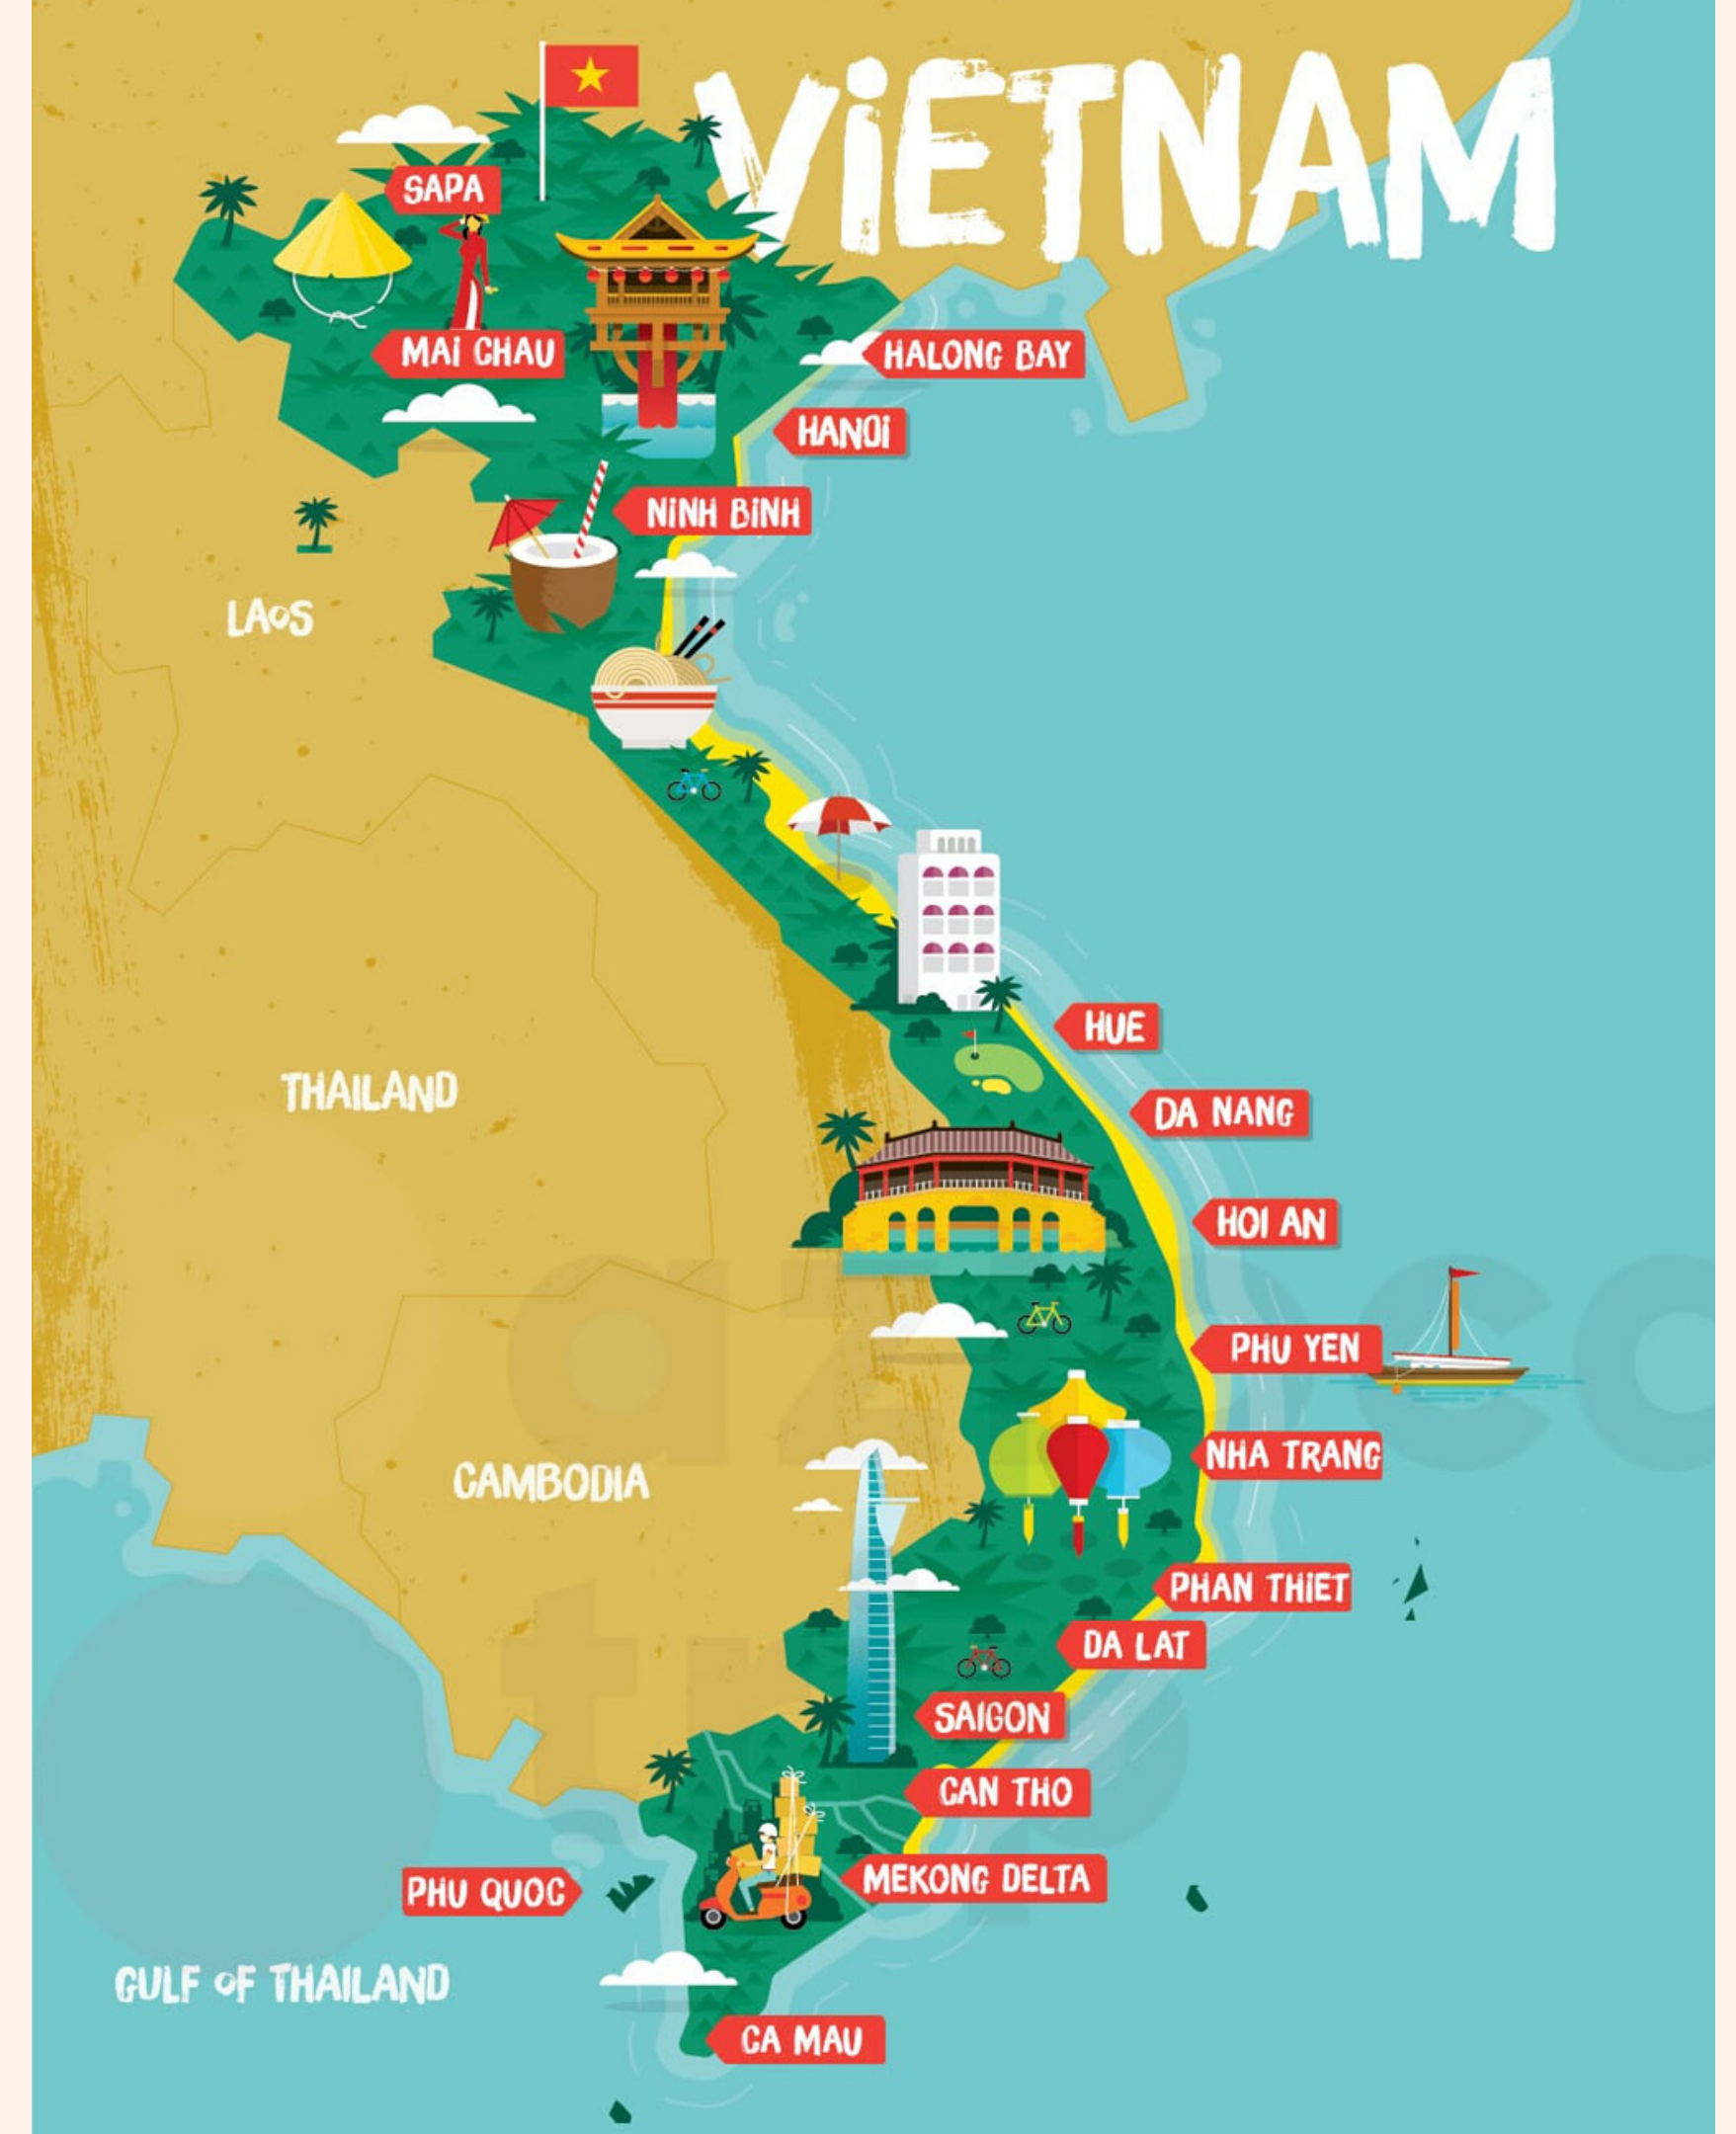 ViETNAM
SAPA
MAi CHAU
HALONG BAY
HANOi
NiNH BiNH
LAoS
HUE
THAILAND
DA NANG
HOI AN
PHU YEN
NHA TRANG
CAMBODIA
PHAN THiET
DA LAT
SAIGON
CAN THO
MEKONG DELTA
PHU QUOC
GULF oF THAILAND
CA MAU